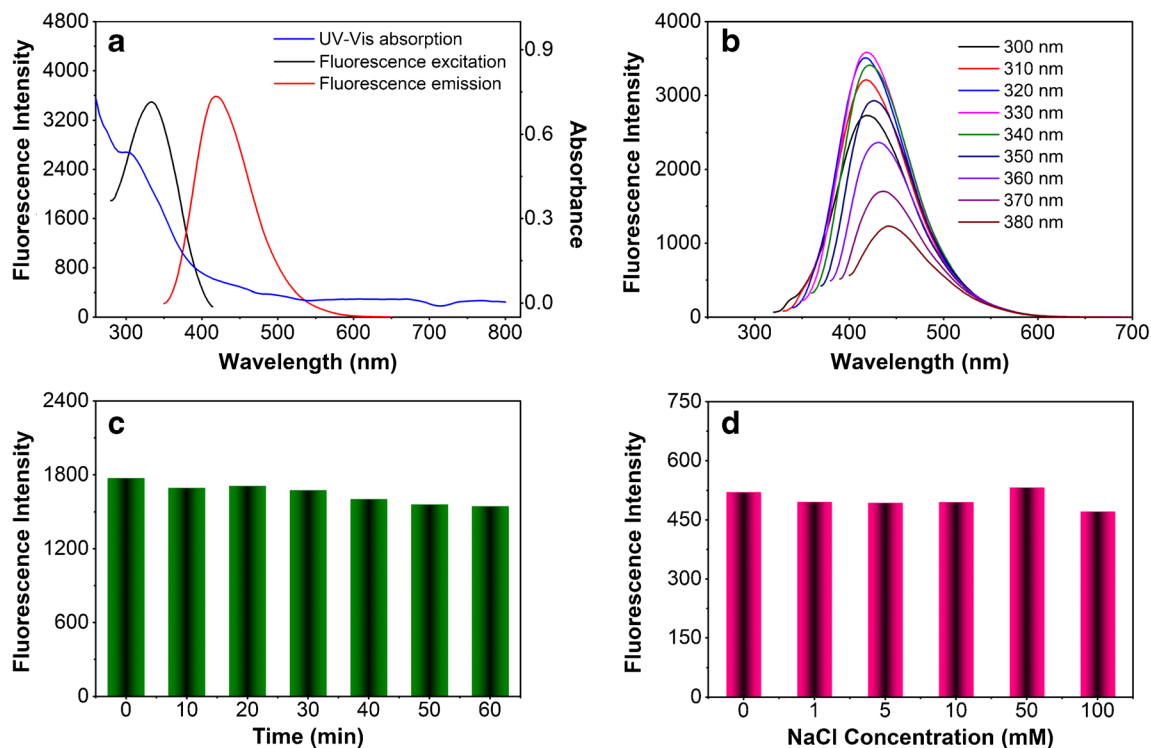 a
UV-Vis absorption
Fluorescence excitation
Fluorescence emission
4800
4000
3200
2400
1600
800
0
0.9
0.6
0.3
0.0
300 400 500 600 700 800
Fluorescence Intensity
Absorbance
Wavelength (nm)
b
300 nm
310 nm
320 nm
330 nm
340 nm
350 nm
360 nm
370 nm
380 nm
4000
3000
2000
1000
0
300 400 500 600 700
Fluorescence Intensity
Wavelength (nm)
c
2400
1800
1200
600
0
0 10 20 30 40 50 60
Fluorescence Intensity
Time (min)
d
750
600
450
300
150
0
0 1 5 10 50 100
Fluorescence Intensity
NaCl Concentration (mM)